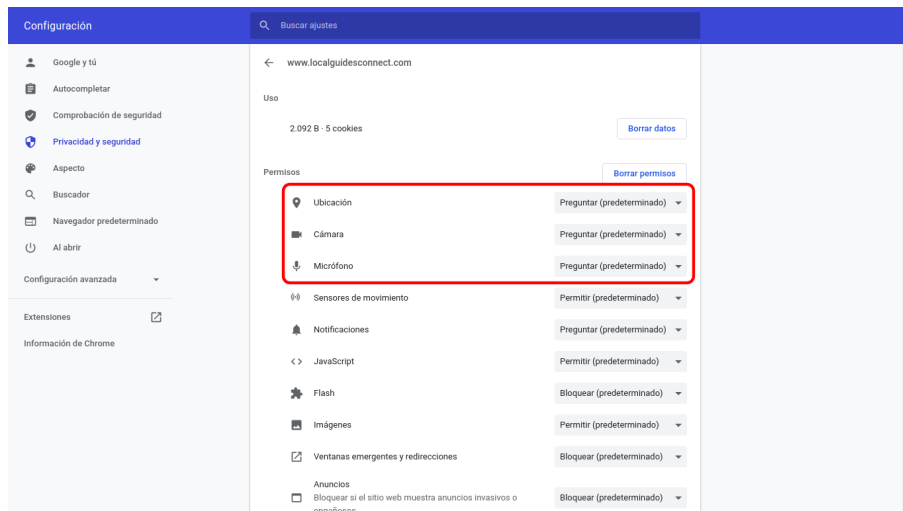 Configuración
Buscar ajustes
Google y tú
Autocompletar
Comprobación de seguridad
Privacidad y seguridad
Aspecto
Buscador
Navegador predeterminado
Al abrir
Configuración avanzada
Extensiones
Información de Chrome
www.localguidesconnect.com
Uso
2.092 B · 5 cookies
Borrar datos
Permisos
Borrar permisos
Ubicación
Preguntar (predeterminado)
Cámara
Preguntar (predeterminado)
Micrófono
Preguntar (predeterminado)
Sensores de movimiento
Permitir (predeterminado)
Notificaciones
Preguntar (predeterminado)
JavaScript
Permitir (predeterminado)
Flash
Bloquear (predeterminado)
Imágenes
Permitir (predeterminado)
Ventanas emergentes y redirecciones
Bloquear (predeterminado)
Anuncios
Bloquear si el sitio web muestra anuncios invasivos o
engañosos
Bloquear (predeterminado)